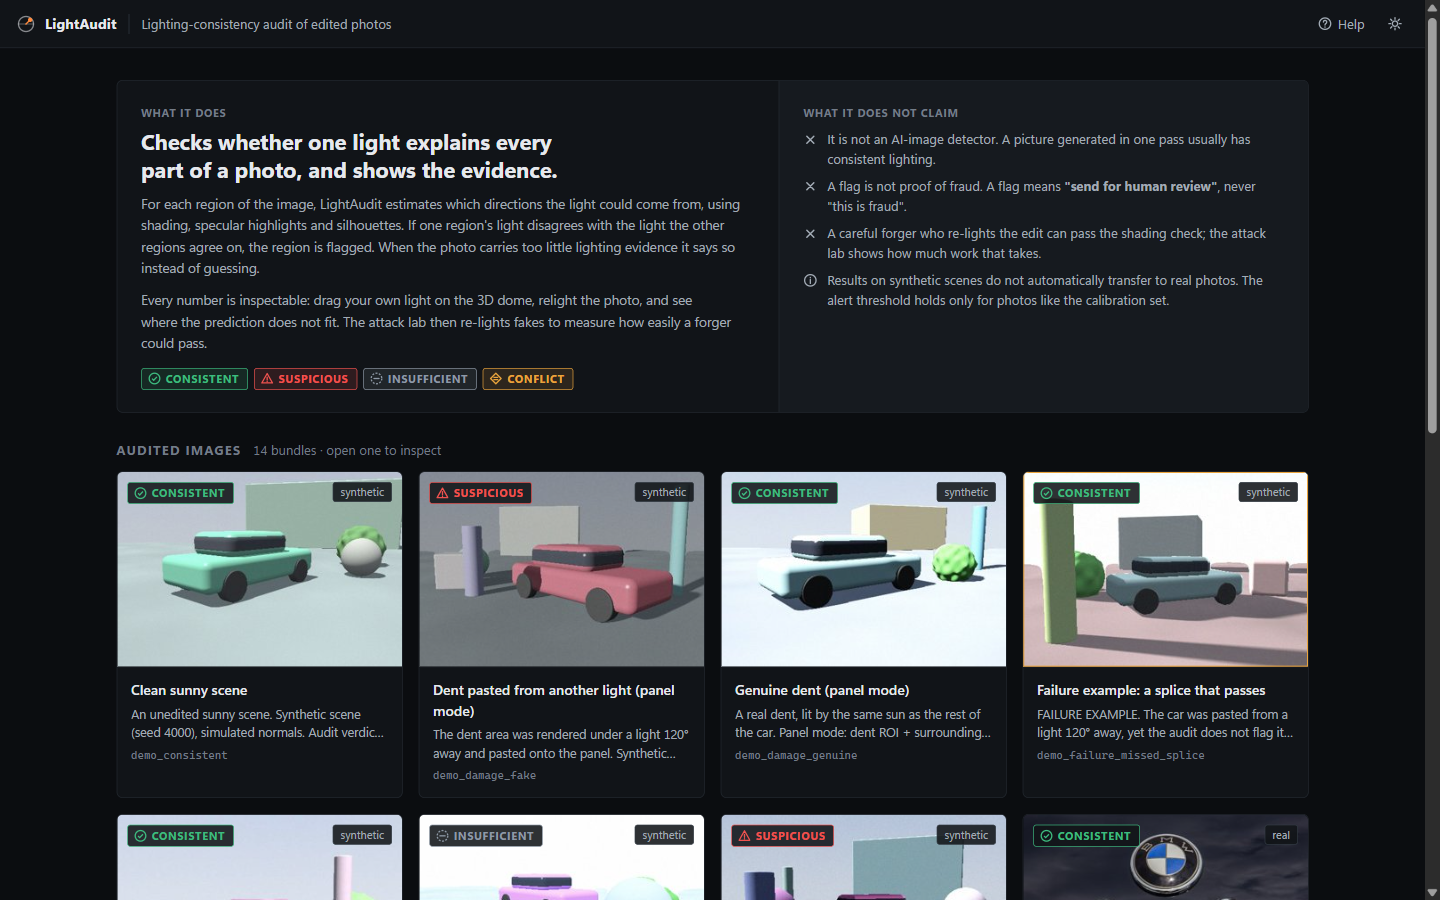 LightAudit
Lighting-consistency audit of edited photos
Help
WHAT IT DOES
Checks whether one light explains every
part of a photo, and shows the evidence.
For each region of the image, LightAudit estimates which directions the light could come from, using
shading, specular highlights and silhouettes. If one region's light disagrees with the light the other
regions agree on, the region is flagged. When the photo carries too little lighting evidence it says so
instead of guessing.
Every number is inspectable: drag your own light on the 3D dome, relight the photo, and see
where the prediction does not fit. The attack lab then re-lights fakes to measure how easily a forger
could pass.
CONSISTENT
SUSPICIOUS
INSUFFICIENT
CONFLICT
WHAT IT DOES NOT CLAIM
It is not an AI-image detector. A picture generated in one pass usually has
consistent lighting.
A flag is not proof of fraud. A flag means "send for human review", never
"this is fraud".
A careful forger who re-lights the edit can pass the shading check; the attack
lab shows how much work that takes.
Results on synthetic scenes do not automatically transfer to real photos. The
alert threshold holds only for photos like the calibration set.
AUDITED IMAGES
14 bundles · open one to inspect
CONSISTENT
synthetic
Clean sunny scene
An unedited sunny scene. Synthetic scene
(seed 4000), simulated normals. Audit verdic...
demo_consistent
SUSPICIOUS
synthetic
Dent pasted from another light (panel
mode)
The dent area was rendered under a light 120°
away and pasted onto the panel. Synthetic...
demo_damage_fake
CONSISTENT
synthetic
Genuine dent (panel mode)
A real dent, lit by the same sun as the rest of
the car. Panel mode: dent ROI + surrounding...
demo_damage_genuine
CONSISTENT
synthetic
Failure example: a splice that passes
FAILURE EXAMPLE. The car was pasted from a
light 120° away, yet the audit does not flag it...
demo_failure_missed_splice
CONSISTENT
synthetic
INSUFFICIENT
synthetic
SUSPICIOUS
synthetic
CONSISTENT
real
BMW